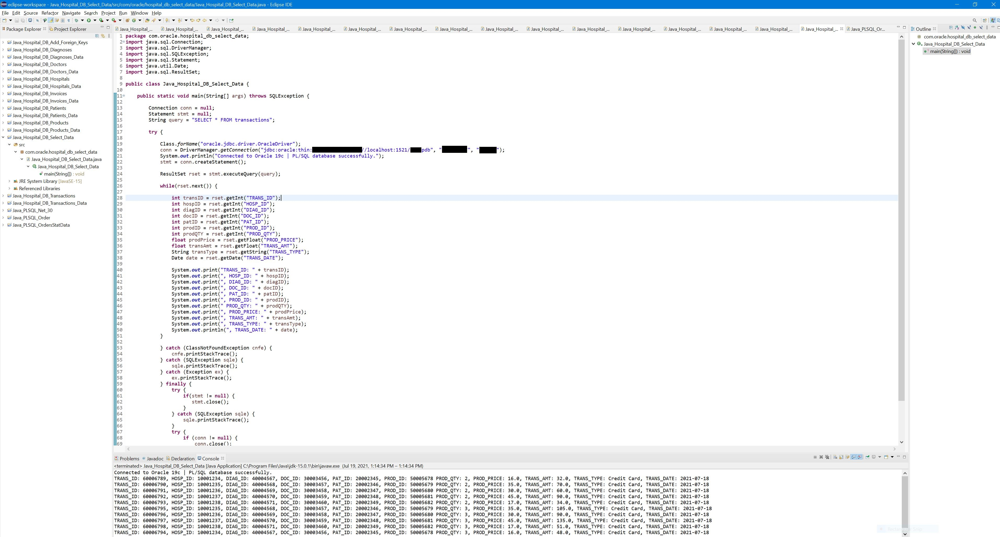 eclipse-workspace - Java_Hospital_DB_Select_Data/src/com/oracle/hospital_db_select_data/Java_Hospital_DB_Select_Data.java - Eclipse IDE
File Edit Source Refactor Navigate Search Project Run Window Help
Package Explorer Project Explorer
Java_Hospital_DB_Add_Foreign_Keys
Java_Hospital_DB_Diagnoses
Java_Hospital_DB_Diagnoses_Data
Java_Hospital_DB_Doctors
Java_Hospital_DB_Doctors_Data
Java_Hospital_DB_Hospitals
Java_Hospital_DB_Hospitals_Data
Java_Hospital_DB_Invoices
Java_Hospital_DB_Invoices_Data
Java_Hospital_DB_Patients
Java_Hospital_DB_Patients_Data
Java_Hospital_DB_Products
Java_Hospital_DB_Products_Data
Java_Hospital_DB_Select_Data
src
com.oracle.hospital_db_select_data
Java_Hospital_DB_Select_Data.java
Java_Hospital_DB_Select_Data
main(String[]) : void
JRE System Library [JavaSE-15]
Referenced Libraries
Java_Hospital_DB_Transactions
Java_Hospital_DB_Transactions_Data
Java_PLSQL_Net_30
Java_PLSQL_Order
Java_PLSQL_OrdersStatData
Java_Hospital_... Java_Hospital_... Java_Hospital_... Java_Hospital_... Java_Hospital_... Java_Hospital_... Java_Hospital_... Java_Hospital_... Java_Hospital_... Java_Hospital_... Java_Hospital_... Java_Hospital_... Java_Hospital_... Java_Hospital_... Java_Hospital_... Java_Hospital_... Java_PLSQL_Or...
1 package com.oracle.hospital_db_select_data;
2 import java.sql.Connection;
3 import java.sql.DriverManager;
4 import java.sql.SQLException;
5 import java.sql.Statement;
6 import java.util.Date;
7 import java.sql.ResultSet;
8
9 public class Java_Hospital_DB_Select_Data {
10
11 public static void main(String[] args) throws SQLException {
12
13 Connection conn = null;
14 Statement stmt = null;
15 String query = "SELECT * FROM transactions";
16
17 try {
18
19 Class.forName("oracle.jdbc.driver.OracleDriver");
20 conn = DriverManager.getConnection("jdbc:oracle:thin: //localhost:1521/ pdb", " ", " ");
21 System.out.println("Connected to Oracle 19c | PL/SQL database successfully.");
22 stmt = conn.createStatement();
23
24 ResultSet rset = stmt.executeQuery(query);
25
26 while(rset.next()) {
27
28 int transID = rset.getInt("TRANS_ID");
29 int hospID = rset.getInt("HOSP_ID");
30 int diagID = rset.getInt("DIAG_ID");
31 int docID = rset.getInt("DOC_ID");
32 int patID = rset.getInt("PAT_ID");
33 int prodID = rset.getInt("PROD_ID");
34 int prodQTY = rset.getInt("PROD_QTY");
35 float prodPrice = rset.getFloat("PROD_PRICE");
36 float transAmt = rset.getFloat("TRANS_AMT");
37 String transType = rset.getString("TRANS_TYPE");
38 Date date = rset.getDate("TRANS_DATE");
39
40 System.out.print("TRANS_ID: " + transID);
41 System.out.print(", HOSP_ID: " + hospID);
42 System.out.print(", DIAG_ID: " + diagID);
43 System.out.print(", DOC_ID: " + docID);
44 System.out.print(", PAT_ID: " + patID);
45 System.out.print(", PROD_ID: " + prodID);
46 System.out.print(" PROD_QTY: " + prodQTY);
47 System.out.print(", PROD_PRICE: " + prodPrice);
48 System.out.print(", TRANS_AMT: " + transAmt);
49 System.out.print(", TRANS_TYPE: " + transType);
50 System.out.println(", TRANS_DATE: " + date);
51 }
52
53 } catch (ClassNotFoundException cnfe) {
54 cnfe.printStackTrace();
55 } catch (SQLException sqle) {
56 sqle.printStackTrace();
57 } catch (Exception ex) {
58 ex.printStackTrace();
59 } finally {
60 try {
61 if(stmt != null) {
62 stmt.close();
63 }
64 } catch (SQLException sqle) {
65 sqle.printStackTrace();
66 }
67 try {
68 if (conn != null) {
69 conn.close();
Outline
com.oracle.hospital_db_select_data
Java_Hospital_DB_Select_Data
main(String[]) : void
Problems Javadoc Declaration Console
<terminated> Java_Hospital_DB_Select_Data [Java Application] C:\Program Files\Java\jdk-15.0.1\bin\javaw.exe (Jul 19, 2021, 1:14:34 PM – 1:14:34 PM)
Connected to Oracle 19c | PL/SQL database successfully.
TRANS_ID: 60006789, HOSP_ID: 10001234, DIAG_ID: 40004567, DOC_ID: 30003456, PAT_ID: 20002345, PROD_ID: 50005678 PROD_QTY: 2, PROD_PRICE: 16.0, TRANS_AMT: 32.0, TRANS_TYPE: Credit Card, TRANS_DATE: 2021-07-18
TRANS_ID: 60006790, HOSP_ID: 10001235, DIAG_ID: 40004568, DOC_ID: 30003457, PAT_ID: 20002346, PROD_ID: 50005679 PROD_QTY: 2, PROD_PRICE: 35.0, TRANS_AMT: 70.0, TRANS_TYPE: Credit Card, TRANS_DATE: 2021-07-18
TRANS_ID: 60006791, HOSP_ID: 10001236, DIAG_ID: 40004569, DOC_ID: 30003458, PAT_ID: 20002347, PROD_ID: 50005680 PROD_QTY: 2, PROD_PRICE: 30.0, TRANS_AMT: 60.0, TRANS_TYPE: Credit Card, TRANS_DATE: 2021-07-18
TRANS_ID: 60006792, HOSP_ID: 10001237, DIAG_ID: 40004570, DOC_ID: 30003459, PAT_ID: 20002348, PROD_ID: 50005681 PROD_QTY: 2, PROD_PRICE: 45.0, TRANS_AMT: 90.0, TRANS_TYPE: Credit Card, TRANS_DATE: 2021-07-18
TRANS_ID: 60006793, HOSP_ID: 10001238, DIAG_ID: 40004571, DOC_ID: 30003460, PAT_ID: 20002349, PROD_ID: 50005682 PROD_QTY: 2, PROD_PRICE: 17.0, TRANS_AMT: 34.0, TRANS_TYPE: Credit Card, TRANS_DATE: 2021-07-18
TRANS_ID: 60006795, HOSP_ID: 10001235, DIAG_ID: 40004568, DOC_ID: 30003457, PAT_ID: 20002346, PROD_ID: 50005679 PROD_QTY: 3, PROD_PRICE: 35.0, TRANS_AMT: 105.0, TRANS_TYPE: Credit Card, TRANS_DATE: 2021-07-18
TRANS_ID: 60006796, HOSP_ID: 10001236, DIAG_ID: 40004569, DOC_ID: 30003458, PAT_ID: 20002347, PROD_ID: 50005680 PROD_QTY: 3, PROD_PRICE: 30.0, TRANS_AMT: 90.0, TRANS_TYPE: Credit Card, TRANS_DATE: 2021-07-18
TRANS_ID: 60006797, HOSP_ID: 10001237, DIAG_ID: 40004570, DOC_ID: 30003459, PAT_ID: 20002348, PROD_ID: 50005681 PROD_QTY: 3, PROD_PRICE: 45.0, TRANS_AMT: 135.0, TRANS_TYPE: Credit Card, TRANS_DATE: 2021-07-18
TRANS_ID: 60006798, HOSP_ID: 10001238, DIAG_ID: 40004571, DOC_ID: 30003460, PAT_ID: 20002349, PROD_ID: 50005682 PROD_QTY: 3, PROD_PRICE: 17.0, TRANS_AMT: 51.0, TRANS_TYPE: Credit Card, TRANS_DATE: 2021-07-18
TRANS_ID: 60006794, HOSP_ID: 10001234, DIAG_ID: 40004567, DOC_ID: 30003456, PAT_ID: 20002345, PROD_ID: 50005678 PROD_QTY: 3, PROD_PRICE: 16.0, TRANS_AMT: 48.0, TRANS_TYPE: Credit Card, TRANS_DATE: 2021-07-18